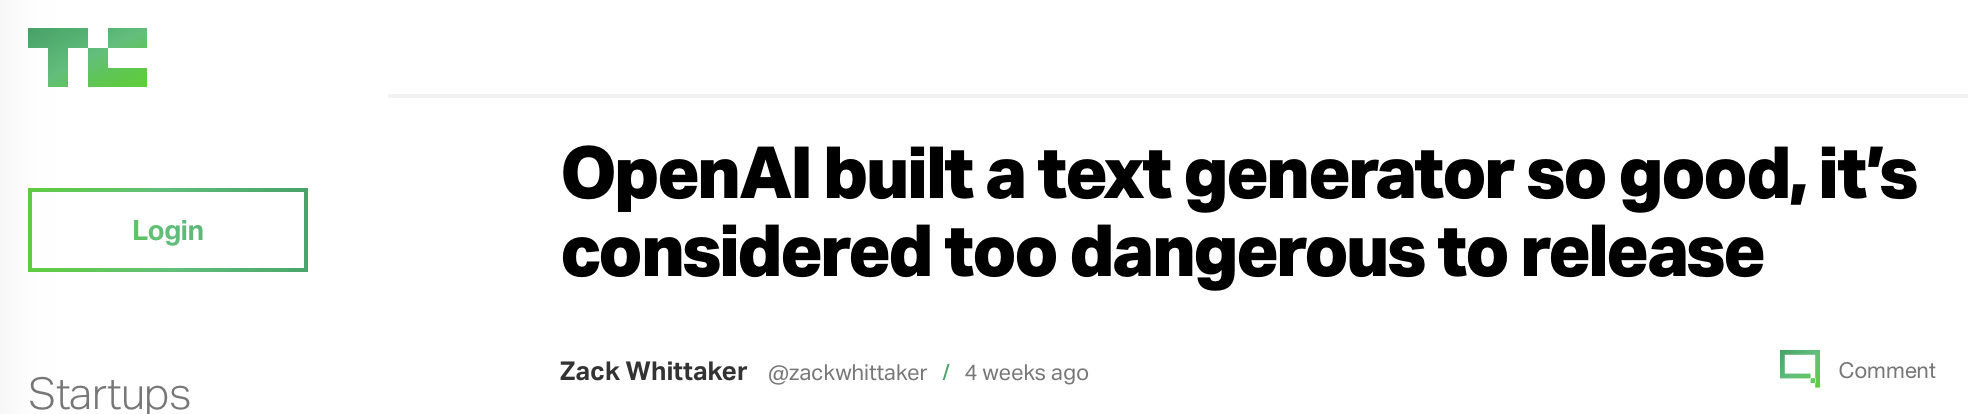 TC
Login
Startups
OpenAI built a text generator so good, it’s
considered too dangerous to release
Zack Whittaker @zackwhittaker / 4 weeks ago
Comment